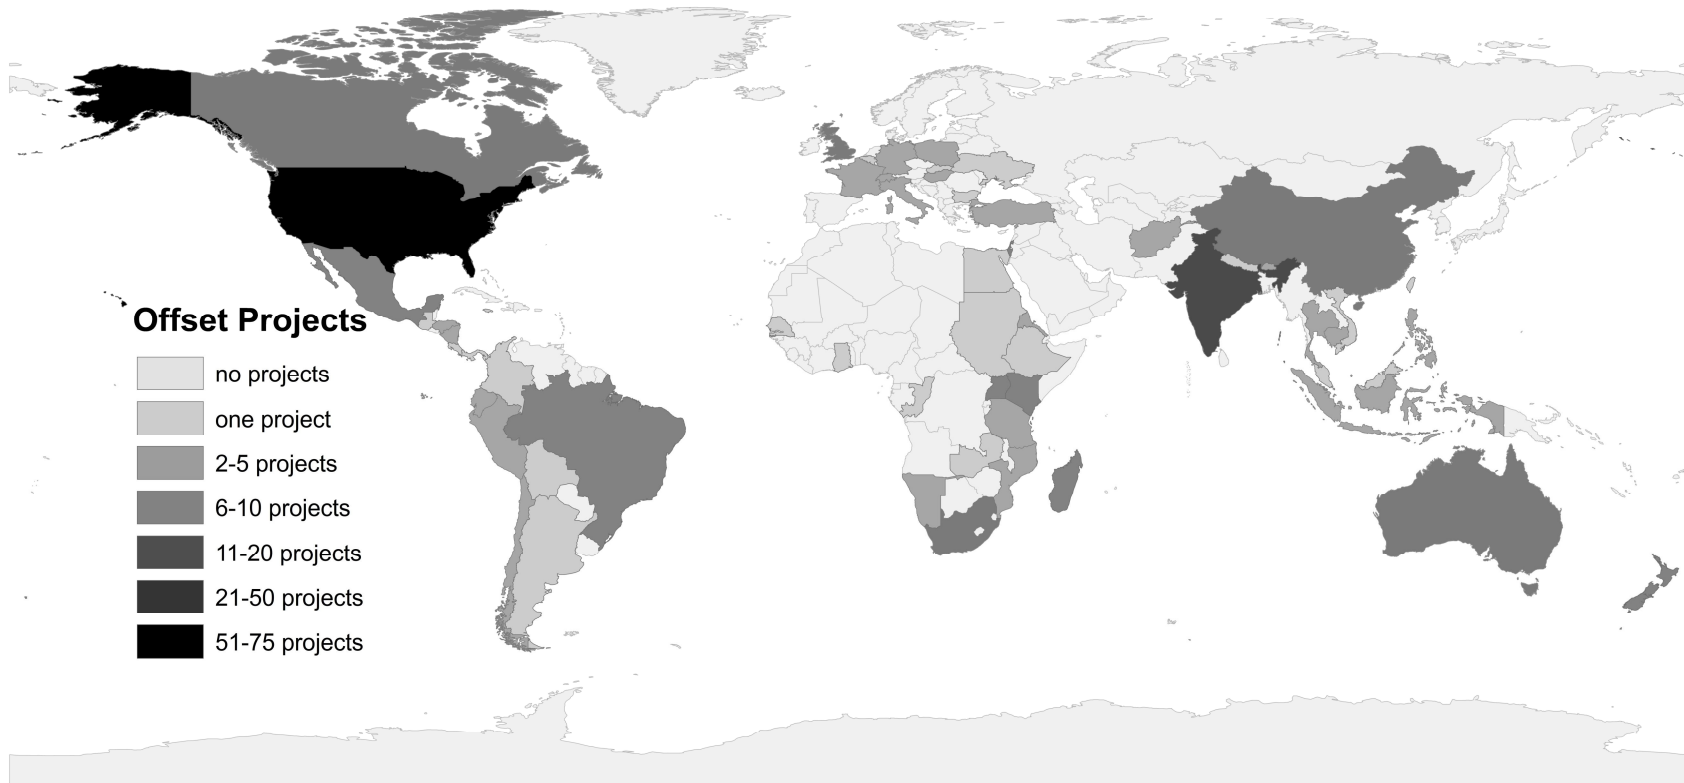 Offset Projects
no projects
one project
2-5 projects
6-10 projects
11-20 projects
21-50 projects
51-75 projects